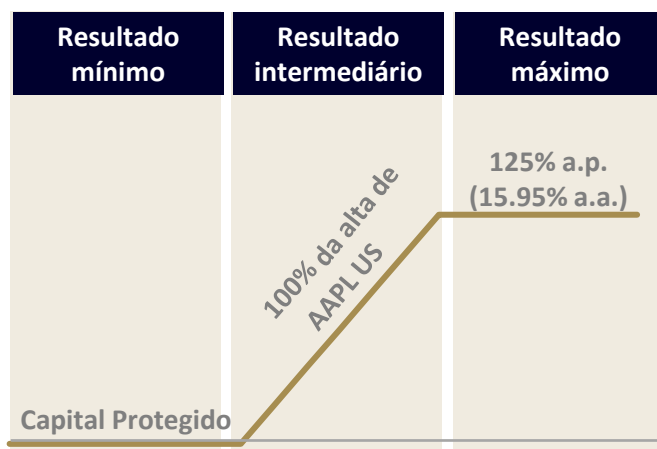 Resultado
mínimo
Resultado
intermediário
Resultado
máximo
125% a.p.
(15.95% a.a.)
100% da alta de
AAPL US
Capital Protegido